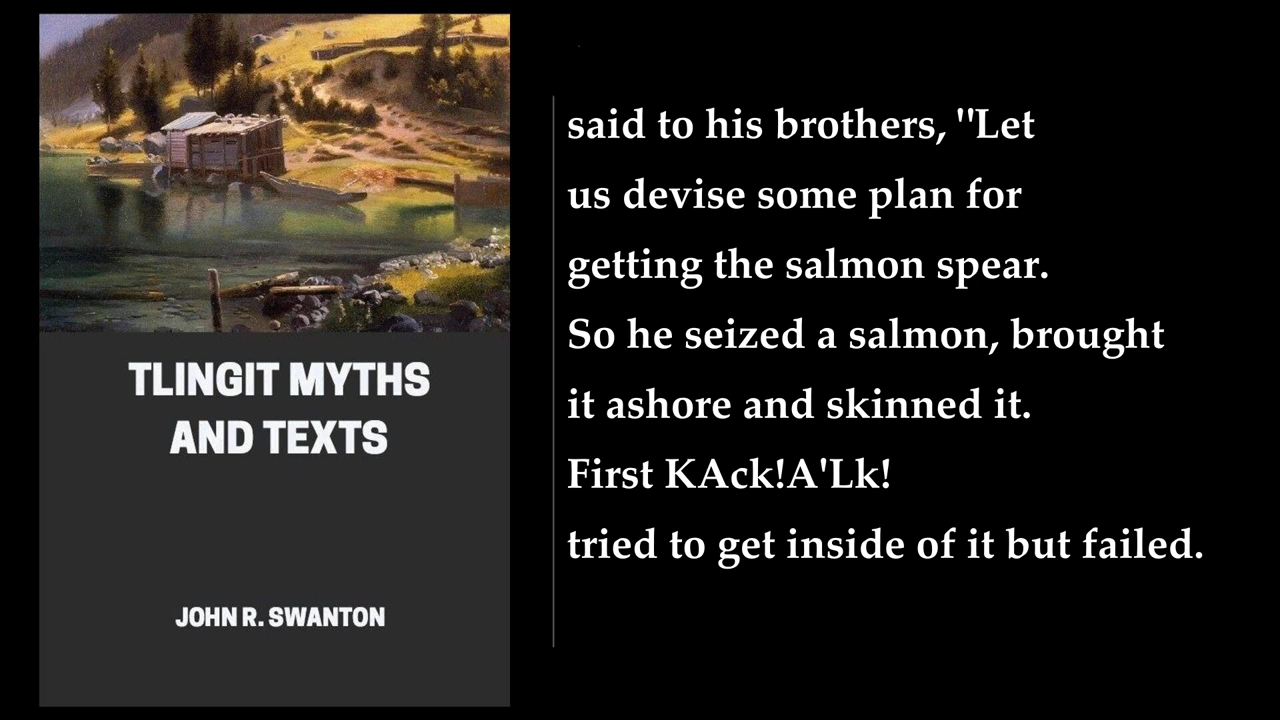 TLINGIT MYTHS
AND TEXTS
JOHN R. SWANTON
said to his brothers, "Let
us devise some plan for
getting the salmon spear.
So he seized a salmon, brought
it ashore and skinned it.
First KAck!A'Lk!
tried to get inside of it but failed.